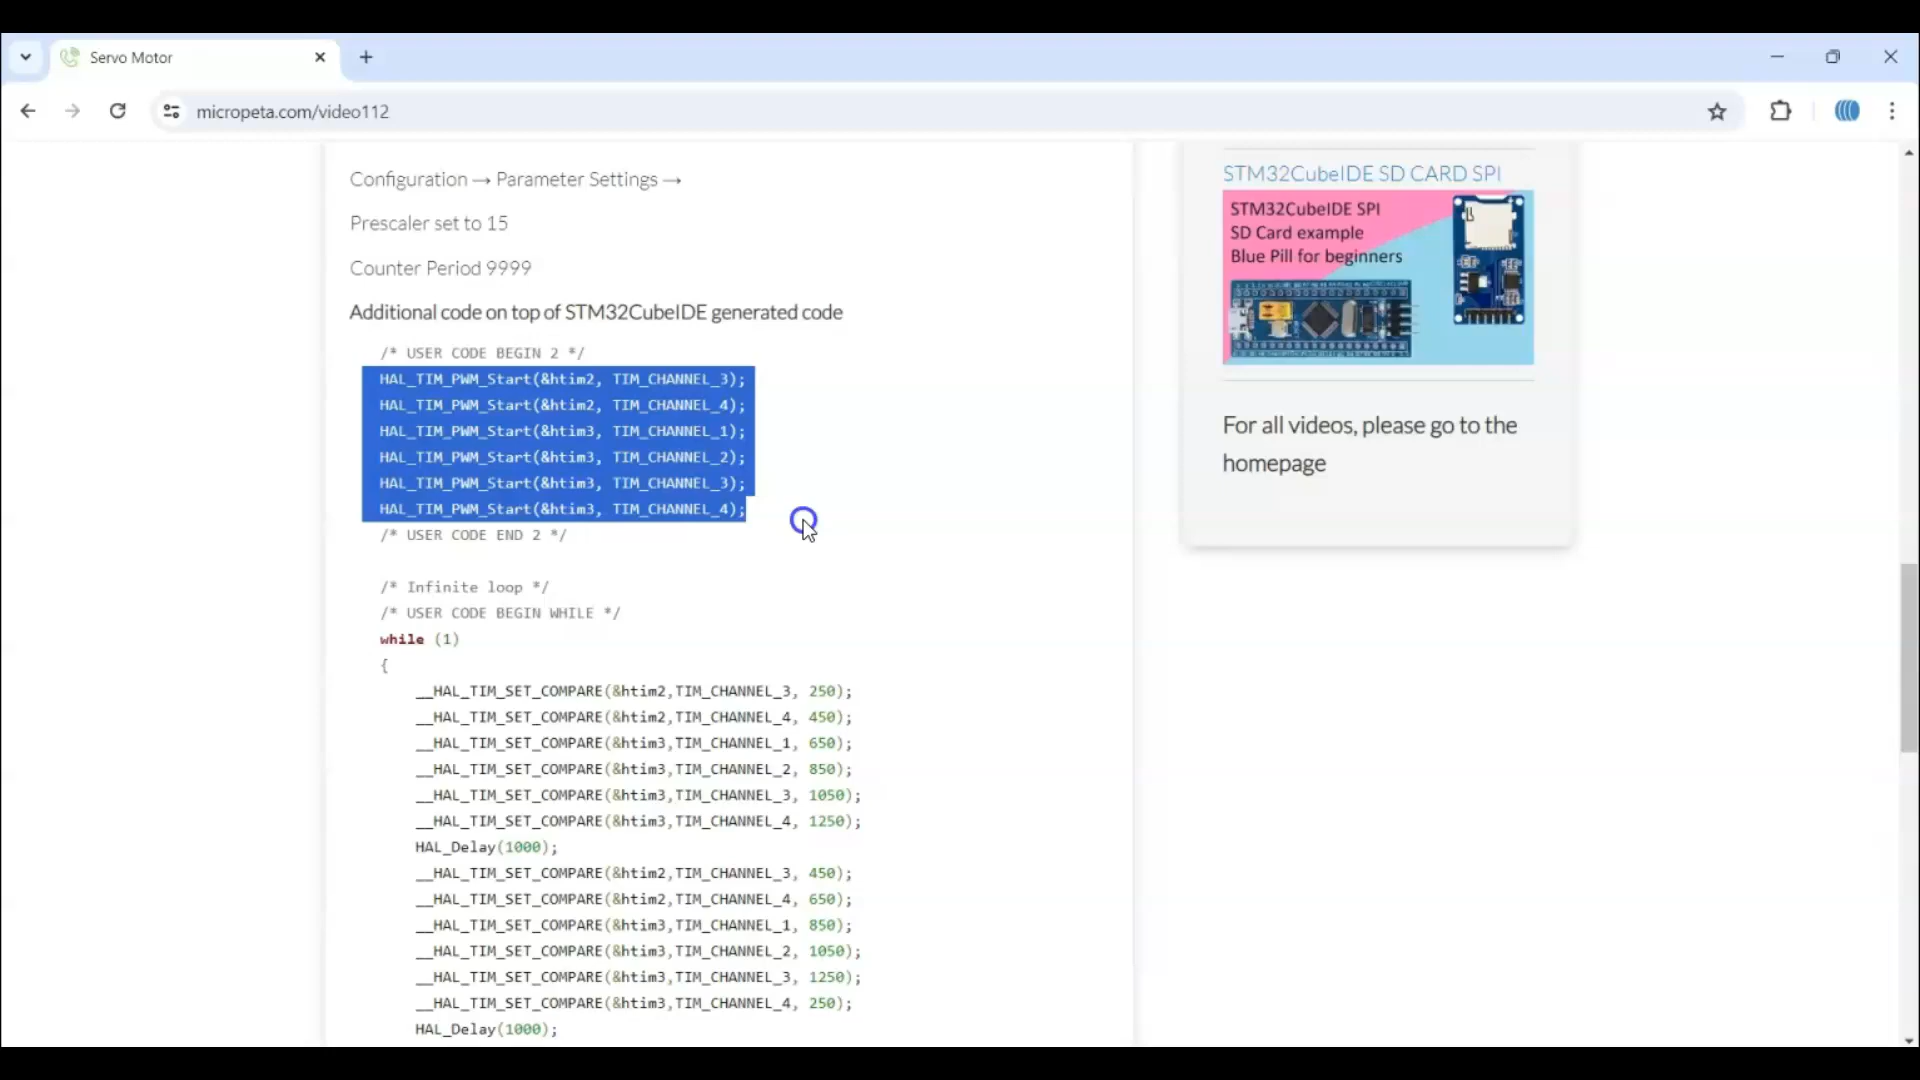 Servo Motor
micropeta.com/video112
Configuration → Parameter Settings →
Prescaler set to 15
Counter Period 9999
Additional code on top of STM32CubeIDE generated code
/* USER CODE BEGIN 2 */
HAL_TIM_PWM_Start(&htim2, TIM_CHANNEL_3);
HAL_TIM_PWM_Start(&htim2, TIM_CHANNEL_4);
HAL_TIM_PWM_Start(&htim3, TIM_CHANNEL_1);
HAL_TIM_PWM_Start(&htim3, TIM_CHANNEL_2);
HAL_TIM_PWM_Start(&htim3, TIM_CHANNEL_3);
HAL_TIM_PWM_Start(&htim3, TIM_CHANNEL_4);
/* USER CODE END 2 */
/* Infinite loop */
/* USER CODE BEGIN WHILE */
while (1)
{
__HAL_TIM_SET_COMPARE(&htim2,TIM_CHANNEL_3, 250);
__HAL_TIM_SET_COMPARE(&htim2,TIM_CHANNEL_4, 450);
__HAL_TIM_SET_COMPARE(&htim3,TIM_CHANNEL_1, 650);
__HAL_TIM_SET_COMPARE(&htim3,TIM_CHANNEL_2, 850);
__HAL_TIM_SET_COMPARE(&htim3,TIM_CHANNEL_3, 1050);
__HAL_TIM_SET_COMPARE(&htim3,TIM_CHANNEL_4, 1250);
HAL_Delay(1000);
__HAL_TIM_SET_COMPARE(&htim2,TIM_CHANNEL_3, 450);
__HAL_TIM_SET_COMPARE(&htim2,TIM_CHANNEL_4, 650);
__HAL_TIM_SET_COMPARE(&htim3,TIM_CHANNEL_1, 850);
__HAL_TIM_SET_COMPARE(&htim3,TIM_CHANNEL_2, 1050);
__HAL_TIM_SET_COMPARE(&htim3,TIM_CHANNEL_3, 1250);
__HAL_TIM_SET_COMPARE(&htim3,TIM_CHANNEL_4, 250);
HAL_Delay(1000);
STM32CubeIDE SD CARD SPI
STM32CubeIDE SPI
SD Card example
Blue Pill for beginners
For all videos, please go to the
homepage